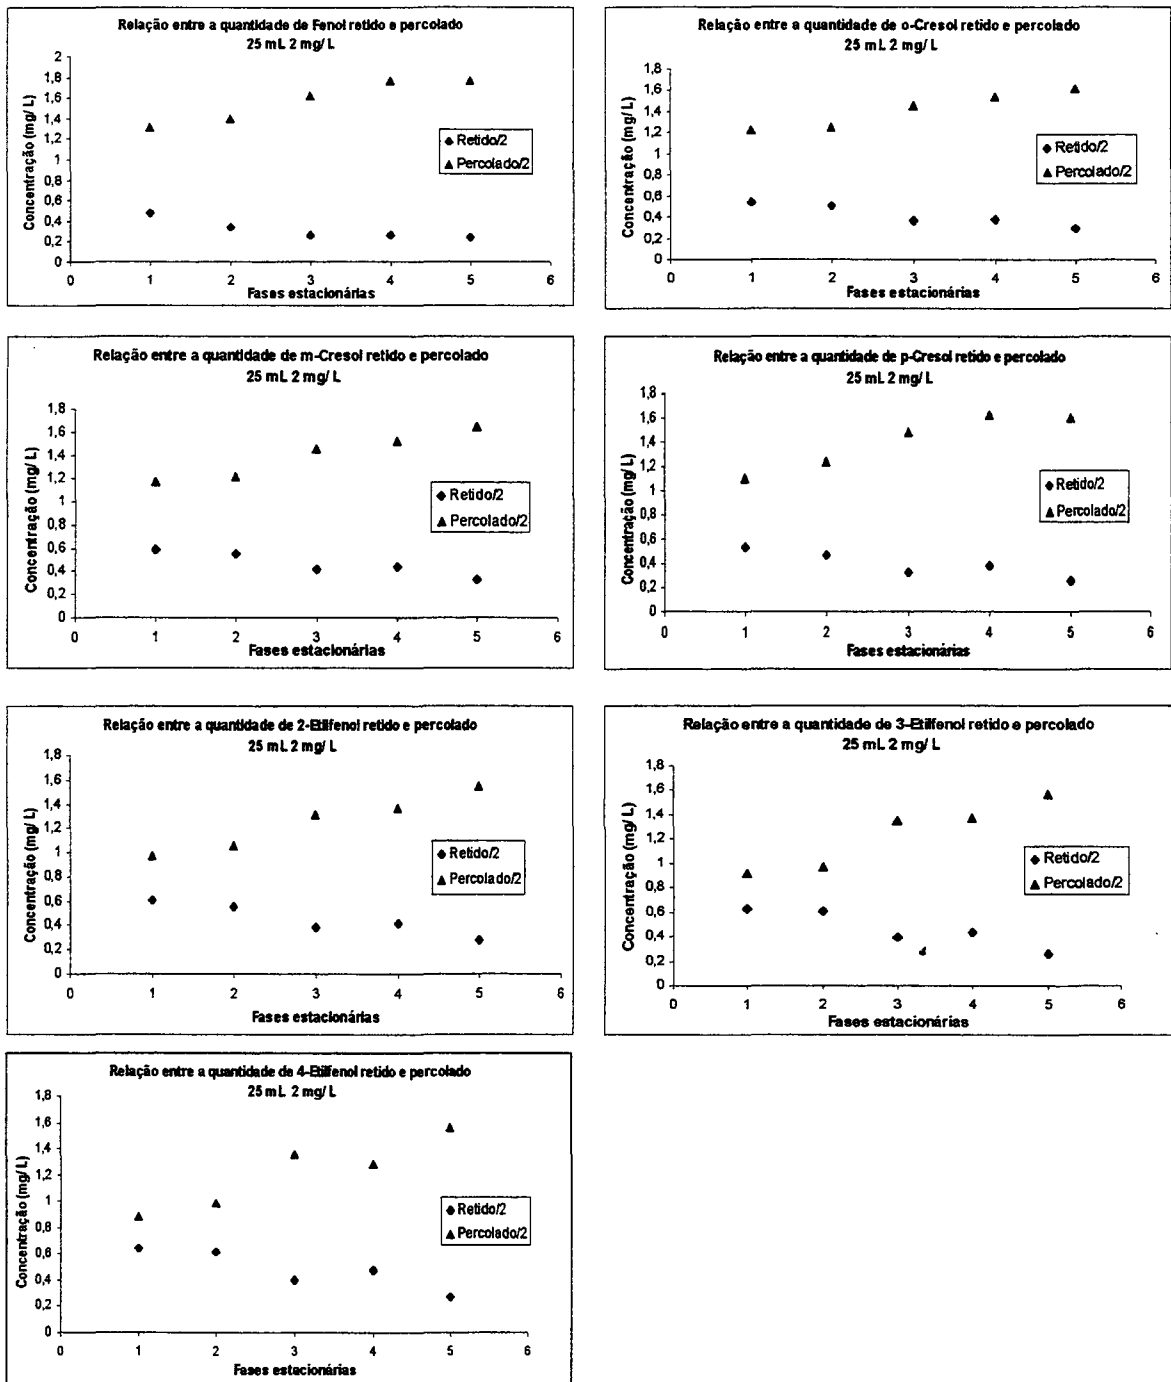 Relação entre a quantidade de Fenol retido e percolado
25 mL 2 mg/ L
Concentração (mg/ L)
2
1,8
1,6
1,4
1,2
1
0,8
0,6
0,4
0,2
0
0 1 2 3 4 5 6
Fases estacionárias
Retido/2
Percolado/2
Relação entre a quantidade de o-Cresol retido e percolado
25 mL 2 mg/ L
Concentração (mg/ L)
1,8
1,6
1,4
1,2
1
0,8
0,6
0,4
0,2
0
0 1 2 3 4 5 6
Fases estacionárias
Retido/2
Percolado/2
Relação entre a quantidade de m-Cresol retido e percolado
25 mL 2 mg/ L
Concentração (mg/ L)
1,8
1,6
1,4
1,2
1
0,8
0,6
0,4
0,2
0
0 1 2 3 4 5 6
Fases estacionárias
Retido/2
Percolado/2
Relação entre a quantidade de p-Cresol retido e percolado
25 mL 2 mg/ L
Concentração (mg/ L)
1,8
1,6
1,4
1,2
1
0,8
0,6
0,4
0,2
0
0 1 2 3 4 5 6
Fases estacionárias
Retido/2
Percolado/2
Relação entre a quantidade de 2-Etilfenol retido e percolado
25 mL 2 mg/ L
Concentração (mg/ L)
1,8
1,6
1,4
1,2
1
0,8
0,6
0,4
0,2
0
0 1 2 3 4 5 6
Fases estacionárias
Retido/2
Percolado/2
Relação entre a quantidade de 3-Etilfenol retido e percolado
25 mL 2 mg/ L
Concentração (mg/ L)
1,8
1,6
1,4
1,2
1
0,8
0,6
0,4
0,2
0
0 1 2 3 4 5 6
Fases estacionárias
Retido/2
Percolado/2
Relação entre a quantidade de 4-Etilfenol retido e percolado
25 mL 2 mg/ L
Concentração (mg/ L)
1,8
1,6
1,4
1,2
1
0,8
0,6
0,4
0,2
0
0 1 2 3 4 5 6
Fases estacionárias
Retido/2
Percolado/2